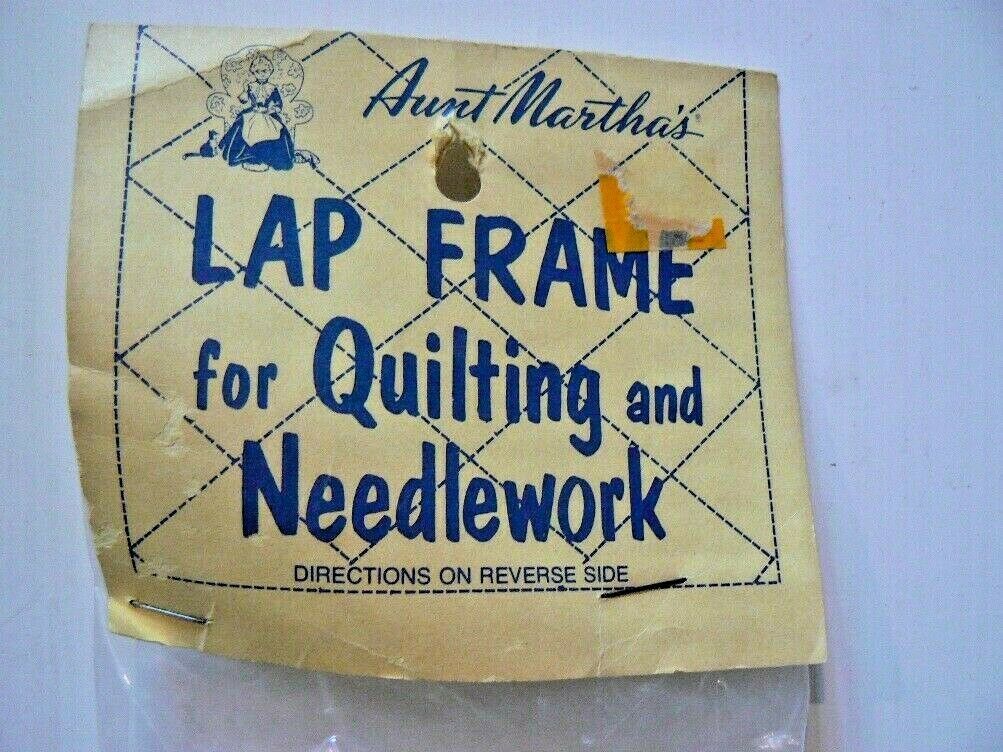 Aunt Martha's®
LAP FRAME
for Quilting and
Needlework
DIRECTIONS ON REVERSE SIDE